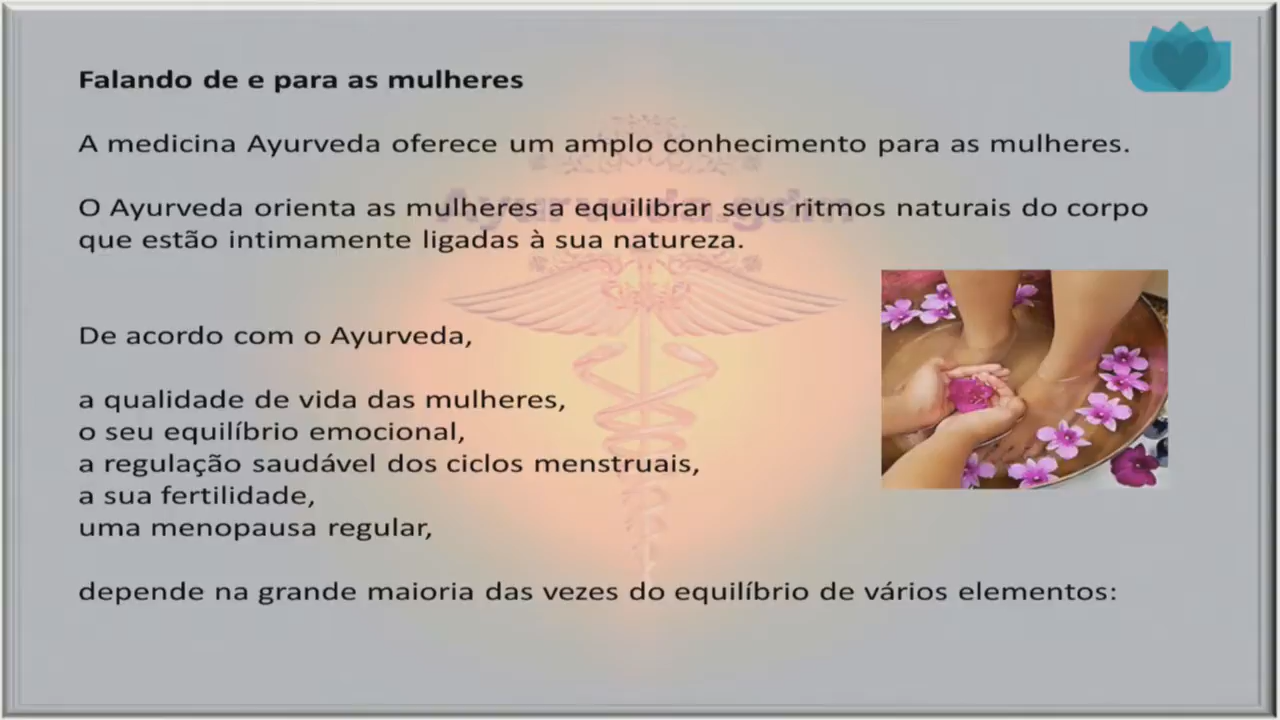 Falando de e para as mulheres
A medicina Ayurveda oferece um amplo conhecimento para as mulheres.
Ayurveda.gdm
O Ayurveda orienta as mulheres a equilibrar seus ritmos naturais do corpo
que estão intimamente ligadas à sua natureza.
De acordo com o Ayurveda,
a qualidade de vida das mulheres,
o seu equilíbrio emocional,
a regulação saudável dos ciclos menstruais,
a sua fertilidade,
uma menopausa regular,
depende na grande maioria das vezes do equilíbrio de vários elementos: